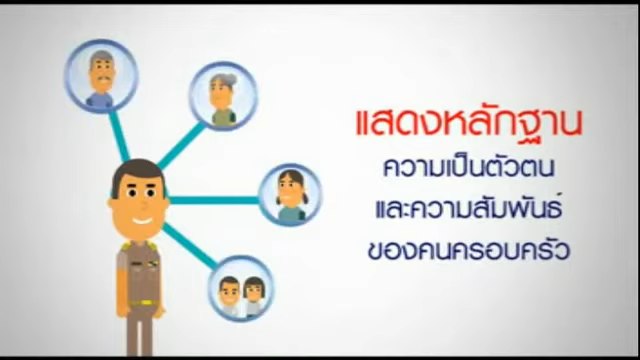 แสดงหลักฐาน
ความเป็นตัวตน
และความสัมพันธ์
ของคนครอบครัว